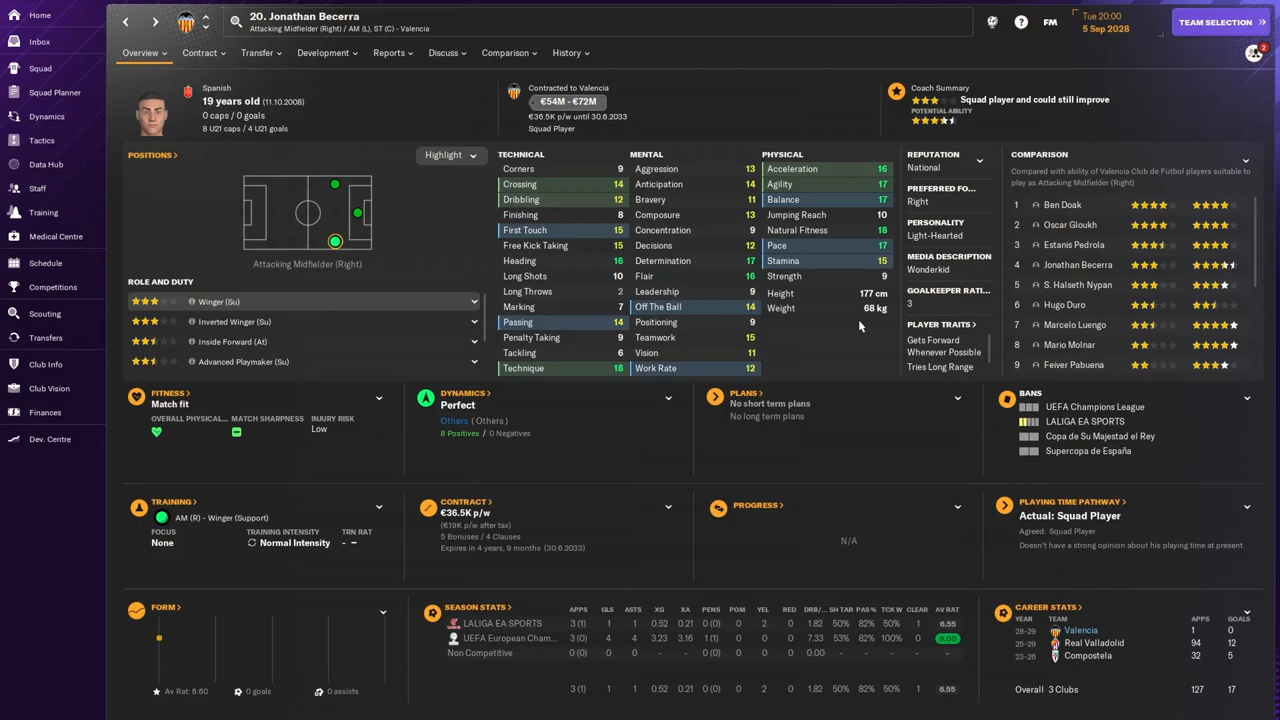 Home
Inbox
Squad
Squad Planner
Dynamics
Tactics
Data Hub
Staff
Training
Medical Centre
Schedule
Competitions
Scouting
Transfers
Club Info
Club Vision
Finances
Dev. Centre
20. Jonathan Becerra
Attacking Midfielder (Right) / AM (L), ST (C) - Valencia
FM
Tue 20:00
5 Sep 2028
TEAM SELECTION
2
Overview
Contract
Transfer
Development
Reports
Discuss
Comparison
History
Spanish
19 years old (11.10.2008)
0 caps / 0 goals
8 U21 caps / 4 U21 goals
Contracted to Valencia
€54M - €72M
€36.5K p/w until 30.6.2033
Squad Player
Coach Summary
Squad player and could still improve
POTENTIAL ABILITY
POSITIONS
Highlight
Attacking Midfielder (Right)
ROLE AND DUTY
Winger (Su)
Inverted Winger (Su)
Inside Forward (At)
Advanced Playmaker (Su)
TECHNICAL
Corners 9
Crossing 14
Dribbling 12
Finishing 8
First Touch 15
Free Kick Taking 15
Heading 16
Long Shots 10
Long Throws 2
Marking 7
Passing 14
Penalty Taking 9
Tackling 6
Technique 18
MENTAL
Aggression 13
Anticipation 14
Bravery 11
Composure 13
Concentration 9
Decisions 12
Determination 17
Flair 16
Leadership 9
Off The Ball 14
Positioning 9
Teamwork 15
Vision 11
Work Rate 12
PHYSICAL
Acceleration 16
Agility 17
Balance 17
Jumping Reach 10
Natural Fitness 18
Pace 17
Stamina 15
Strength 9
Height 177 cm
Weight 68 kg
REPUTATION
National
PREFERRED FO...
Right
PERSONALITY
Light-Hearted
MEDIA DESCRIPTION
Wonderkid
GOALKEEPER RATI...
3
PLAYER TRAITS
Gets Forward
Whenever Possible
Tries Long Range
COMPARISON
Compared with ability of Valencia Club de Fútbol players suitable
to play as Attacking Midfielder (Right)
1 Ben Doak
2 Oscar Gloukh
3 Estanis Pedrola
4 Jonathan Becerra
5 S. Halseth Nypan
6 Hugo Duro
7 Marcelo Luengo
8 Mario Molnar
9 Feiver Pabuena
FITNESS
Match fit
OVERALL PHYSICAL... MATCH SHARPNESS INJURY RISK
Low
DYNAMICS
Perfect
Others (Others)
8 Positives / 0 Negatives
PLANS
No short term plans
No long term plans
BANS
UEFA Champions League
LALIGA EA SPORTS
Copa de Su Majestad el Rey
Supercopa de España
TRAINING
AM (R) - Winger (Support)
FOCUS TRAINING INTENSITY TRN RAT
None Normal Intensity - -
CONTRACT
€36.5K p/w
(€19K p/w after tax)
5 Bonuses / 4 Clauses
Expires in 4 years, 9 months (30.6.2033)
PROGRESS
N/A
PLAYING TIME PATHWAY
Actual: Squad Player
Agreed: Squad Player
Doesn't have a strong opinion about his playing time at present.
FORM
Av Rat: 6.60 0 goals 0 assists
SEASON STATS APPS GLS ASTS XG XA PENS POM YEL RED DRB/... SH TAR PAS % TCK W CLEAR AV RAT
LALIGA EA SPORTS 3 (1) 1 1 0.52 0.21 0 (0) 0 2 0 1.82 50% 82% 50% 1 6.55
UEFA European Cham... 3 (0) 4 4 3.23 3.16 1 (1) 0 0 0 7.33 53% 82% 100% 0 9.00
Non Competitive 0 (0) 0 0 - - 0 (0) 0 0 0 0.00 - - - 0 -
3 (1) 1 1 0.52 0.21 0 (0) 0 2 0 1.82 50% 82% 50% 1 6.55
CAREER STATS
YEAR TEAM APPS GOALS
28-29 Valencia 1 0
25-29 Real Valladolid 94 12
23-26 Compostela 32 5
Overall 3 Clubs 127 17